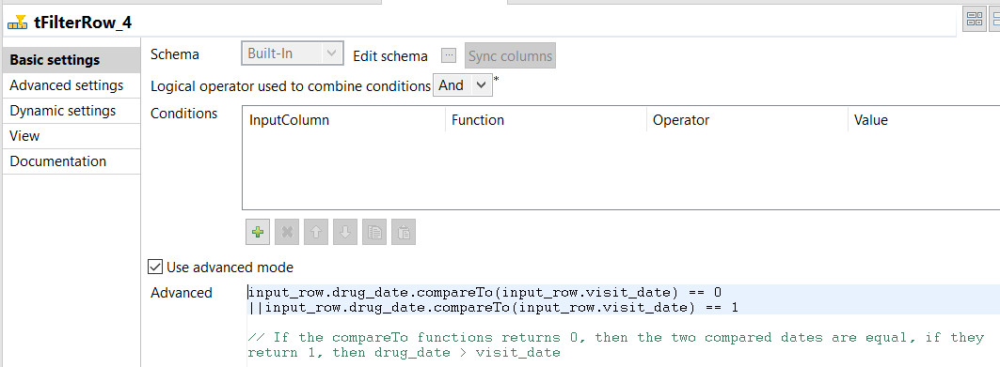 tFilterRow_4
Basic settings
Advanced settings
Dynamic settings
View
Documentation
Schema Built-In Edit schema ... Sync columns
Logical operator used to combine conditions And *
Conditions
InputColumn Function Operator Value
Use advanced mode
Advanced
input_row.drug_date.compareTo(input_row.visit_date) == 0
||input_row.drug_date.compareTo(input_row.visit_date) == 1
// If the compareTo functions returns 0, then the two compared dates are equal, if they
return 1, then drug_date > visit_date